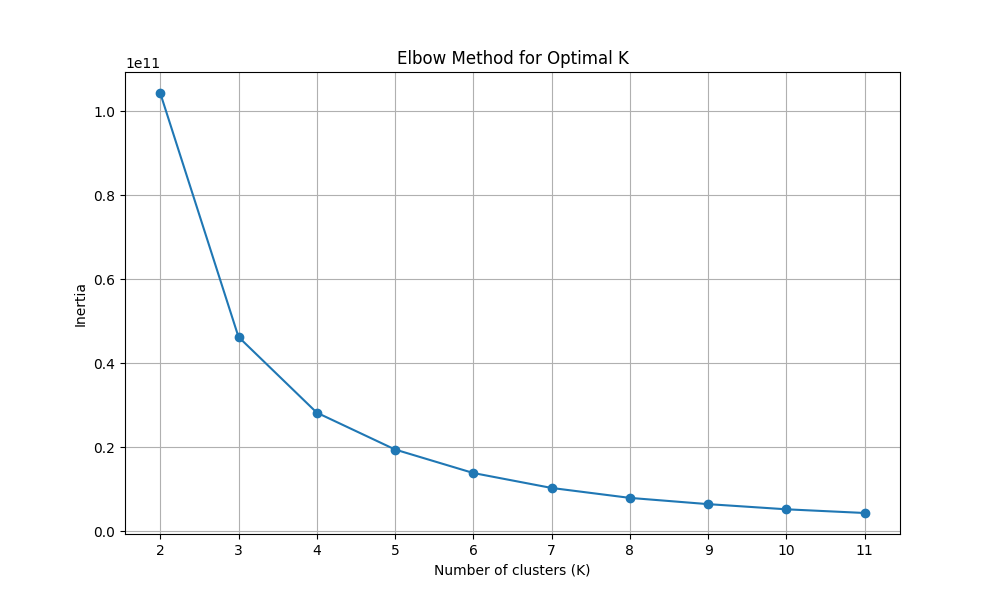 Elbow Method for Optimal K
1e11
1.0
0.8
0.6
0.4
0.2
0.0
Inertia
2 3 4 5 6 7 8 9 10 11
Number of clusters (K)